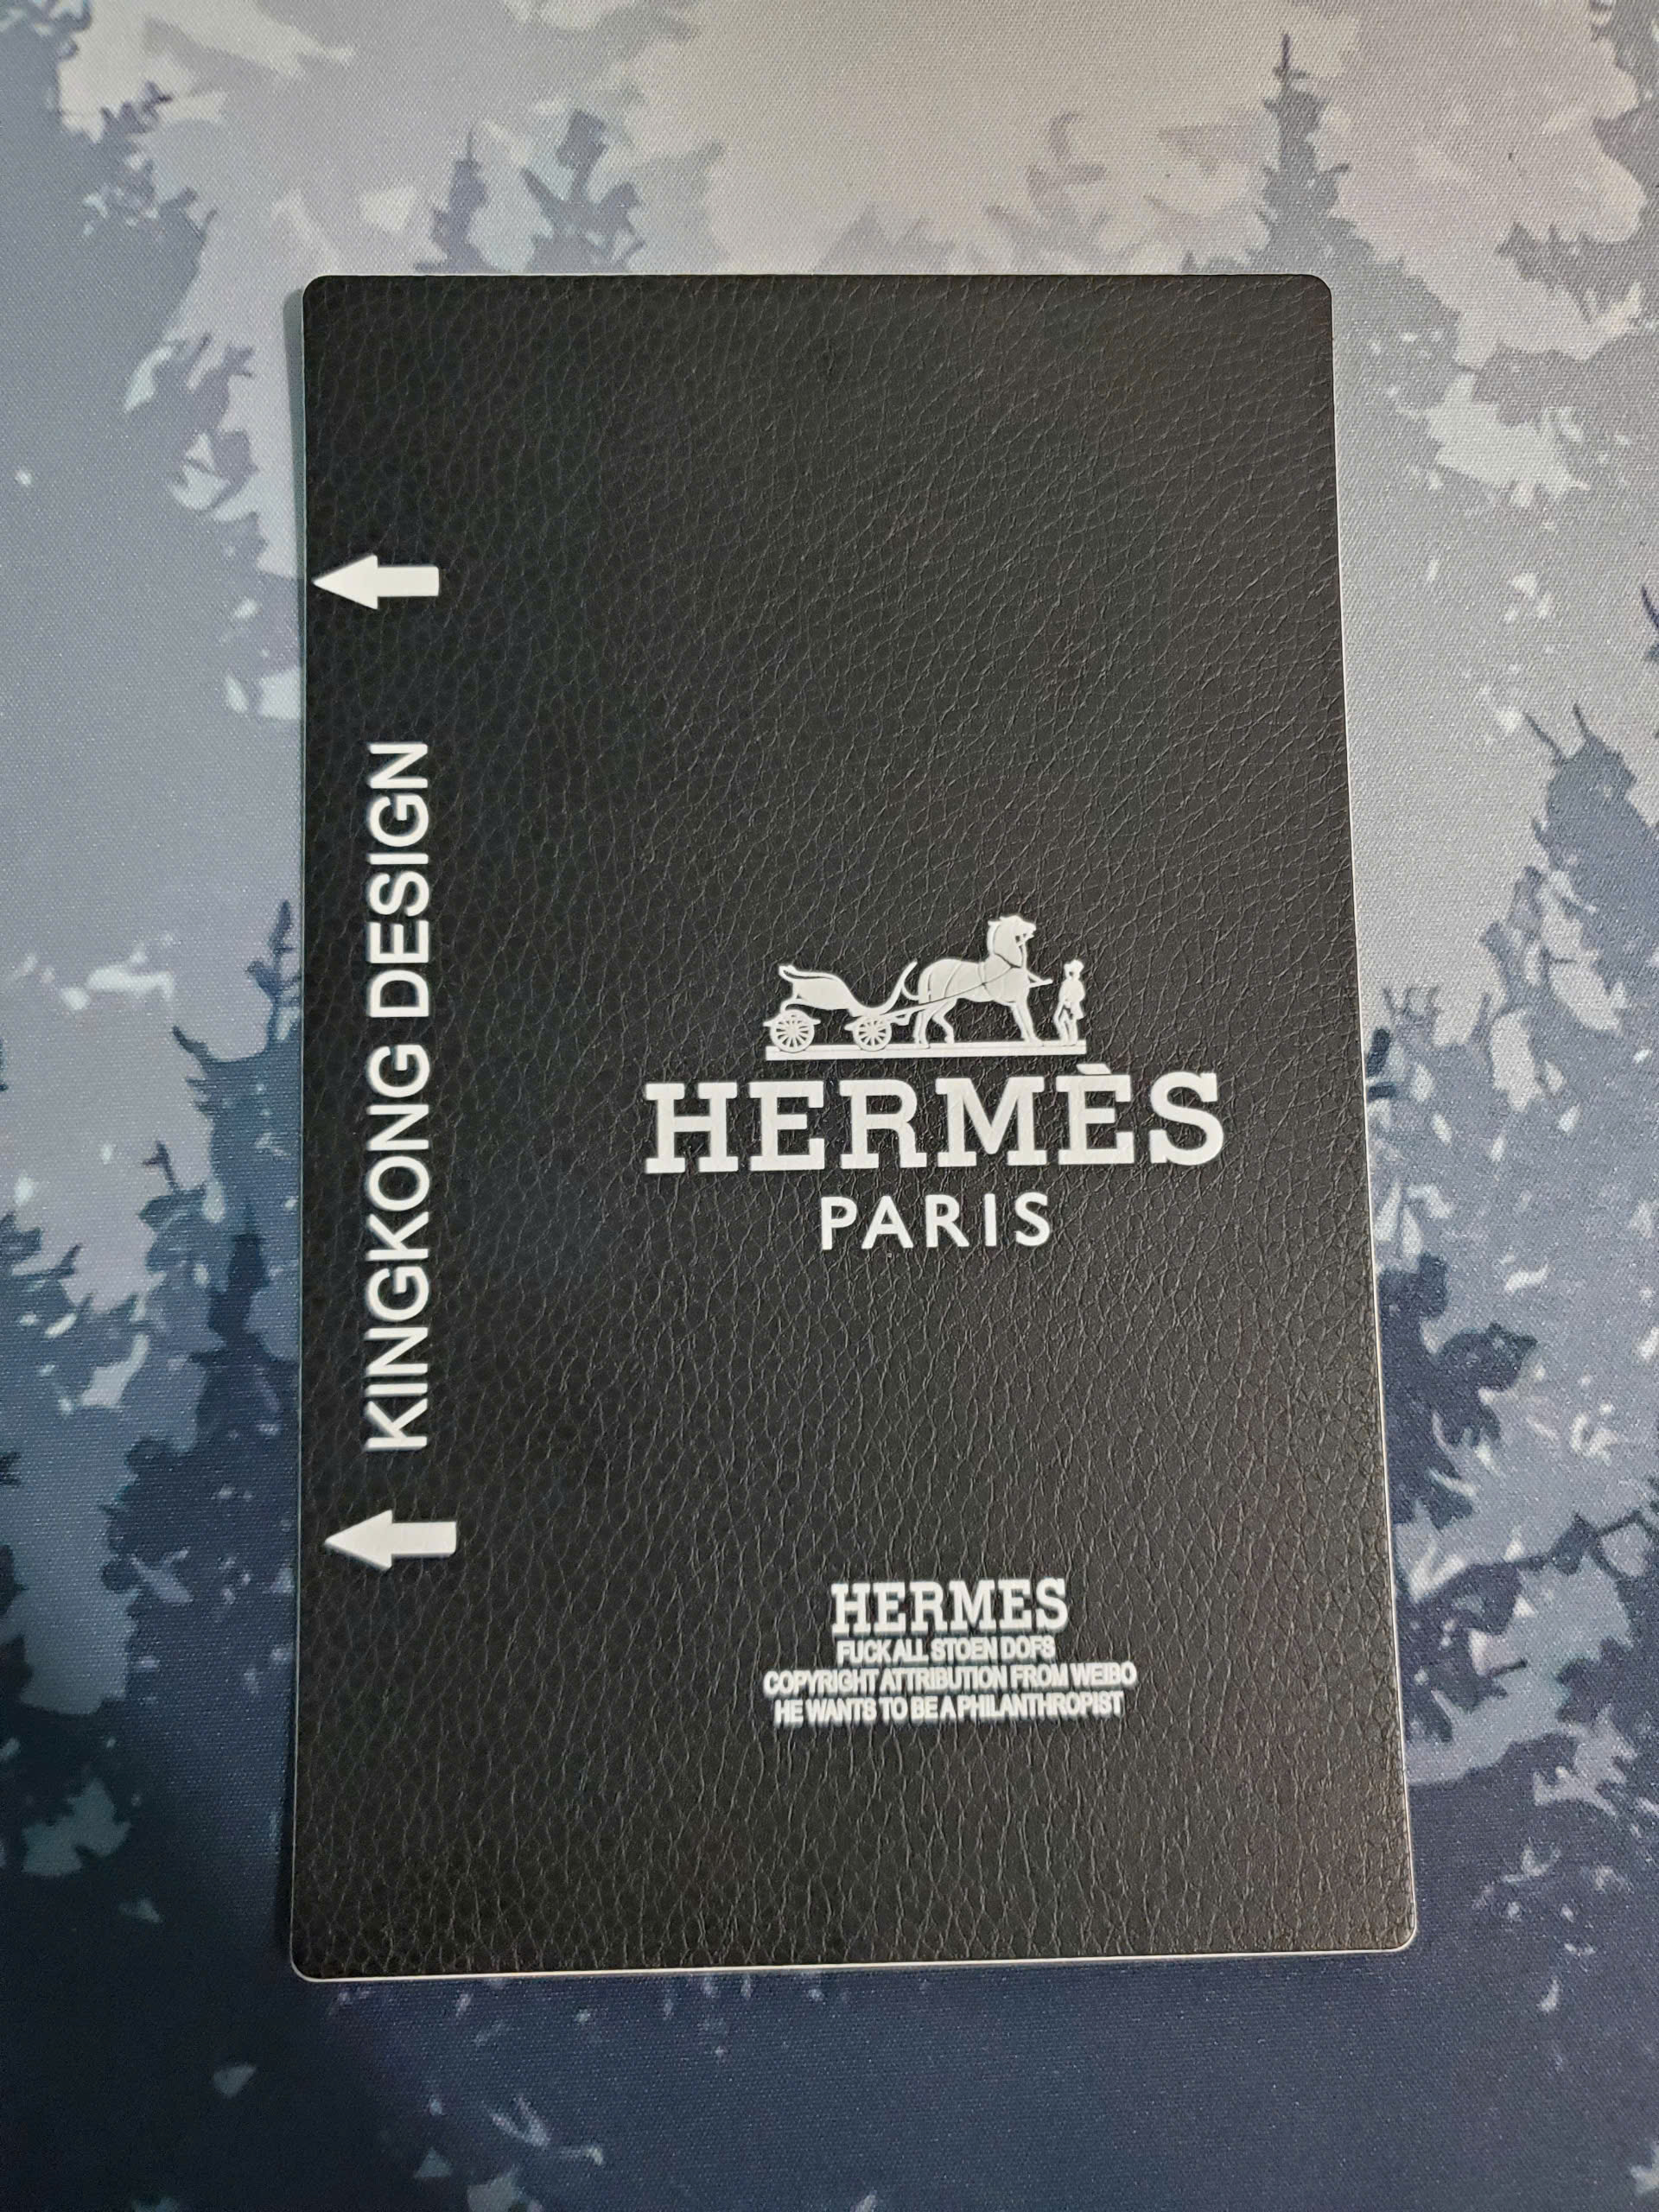 KINGKONG DESIGN
HERMÈS
PARIS
HERMES
FUCK ALL STOEN DOFS
COPYRIGHT ATTRIBUTION FROM WEIBO
HE WANTS TO BE A PHILANTHROPIST